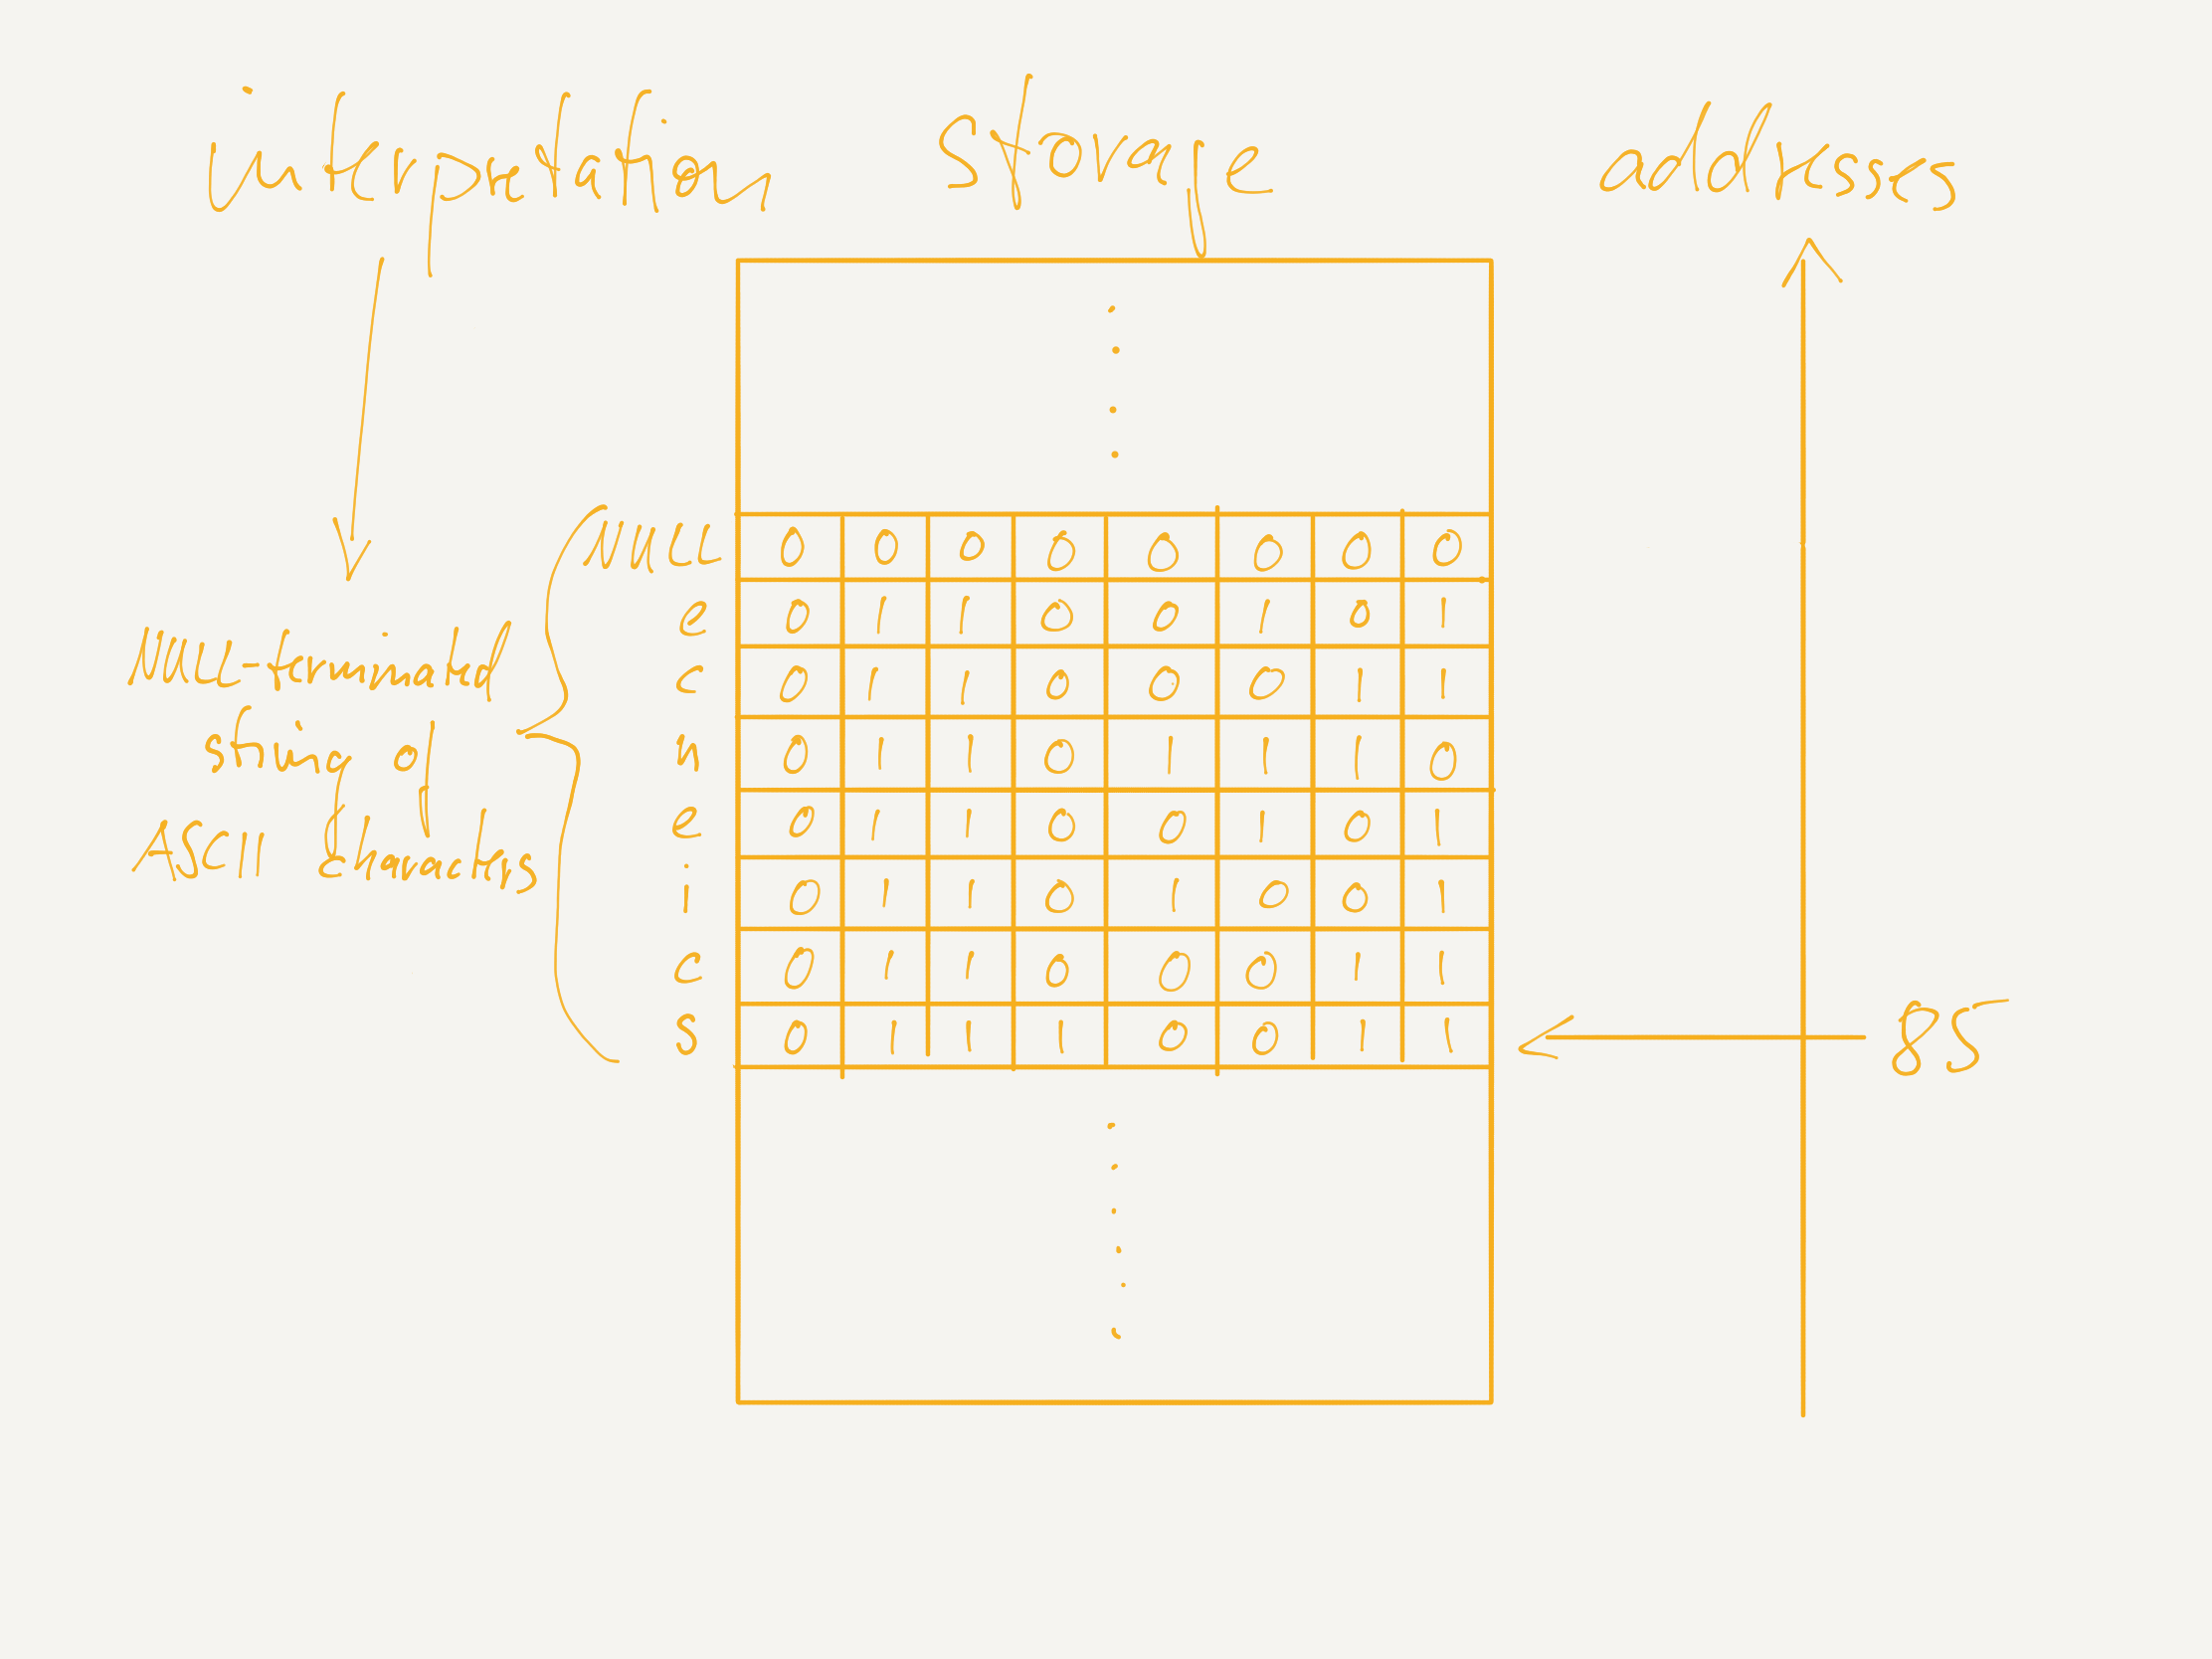 interpretation storage addresses
NULL 0 0 0 0 0 0 0 0
e 0 1 1 0 0 1 0 1
c 0 1 1 0 0 0 1 1
n 0 1 1 0 1 1 1 0
e 0 1 1 0 0 1 0 1
i 0 1 1 0 1 0 0 1
c 0 1 1 0 0 0 1 1
s 0 1 1 1 0 0 1 1
85
NULL-terminated
string of
ASCII characters